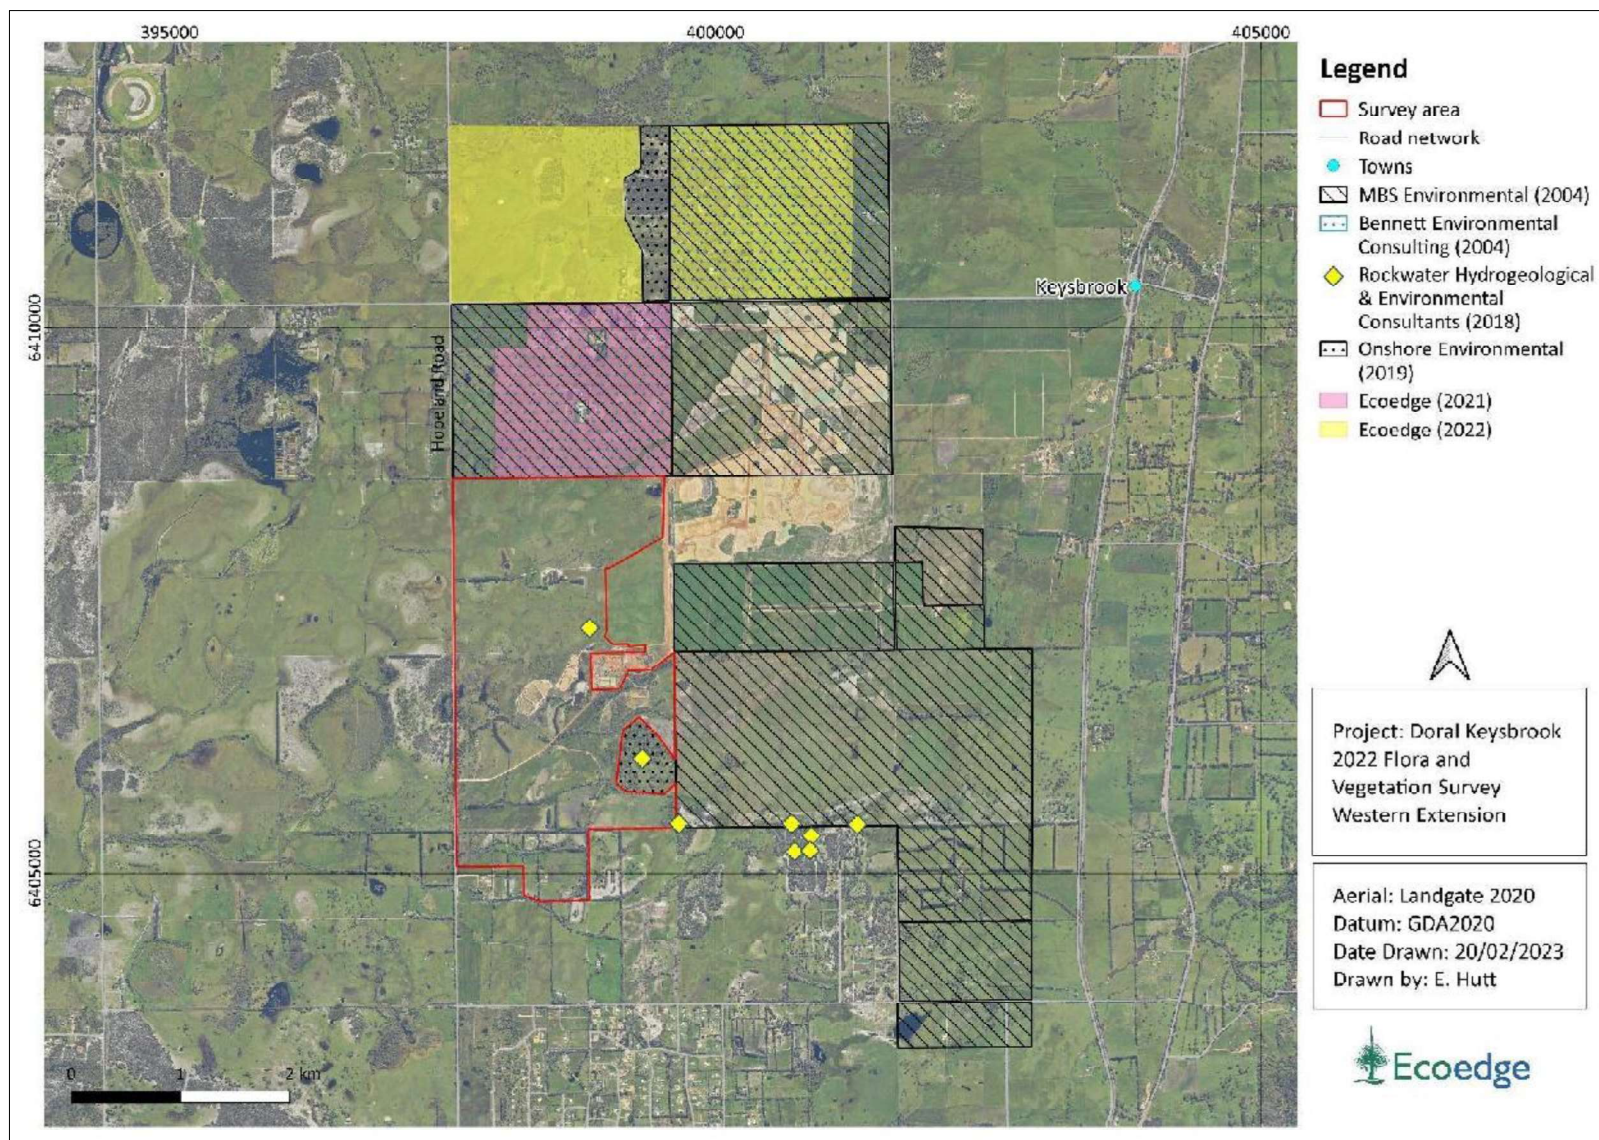 395000
400000
405000
6410000
6405000
Hopeland Road
Keysbrook
0 1 2 km
Legend
Survey area
Road network
Towns
MBS Environmental (2004)
Bennett Environmental
Consulting (2004)
Rockwater Hydrogeological
& Environmental
Consultants (2018)
Onshore Environmental
(2019)
Ecoedge (2021)
Ecoedge (2022)
Project: Doral Keysbrook
2022 Flora and
Vegetation Survey
Western Extension
Aerial: Landgate 2020
Datum: GDA2020
Date Drawn: 20/02/2023
Drawn by: E. Hutt
Ecoedge